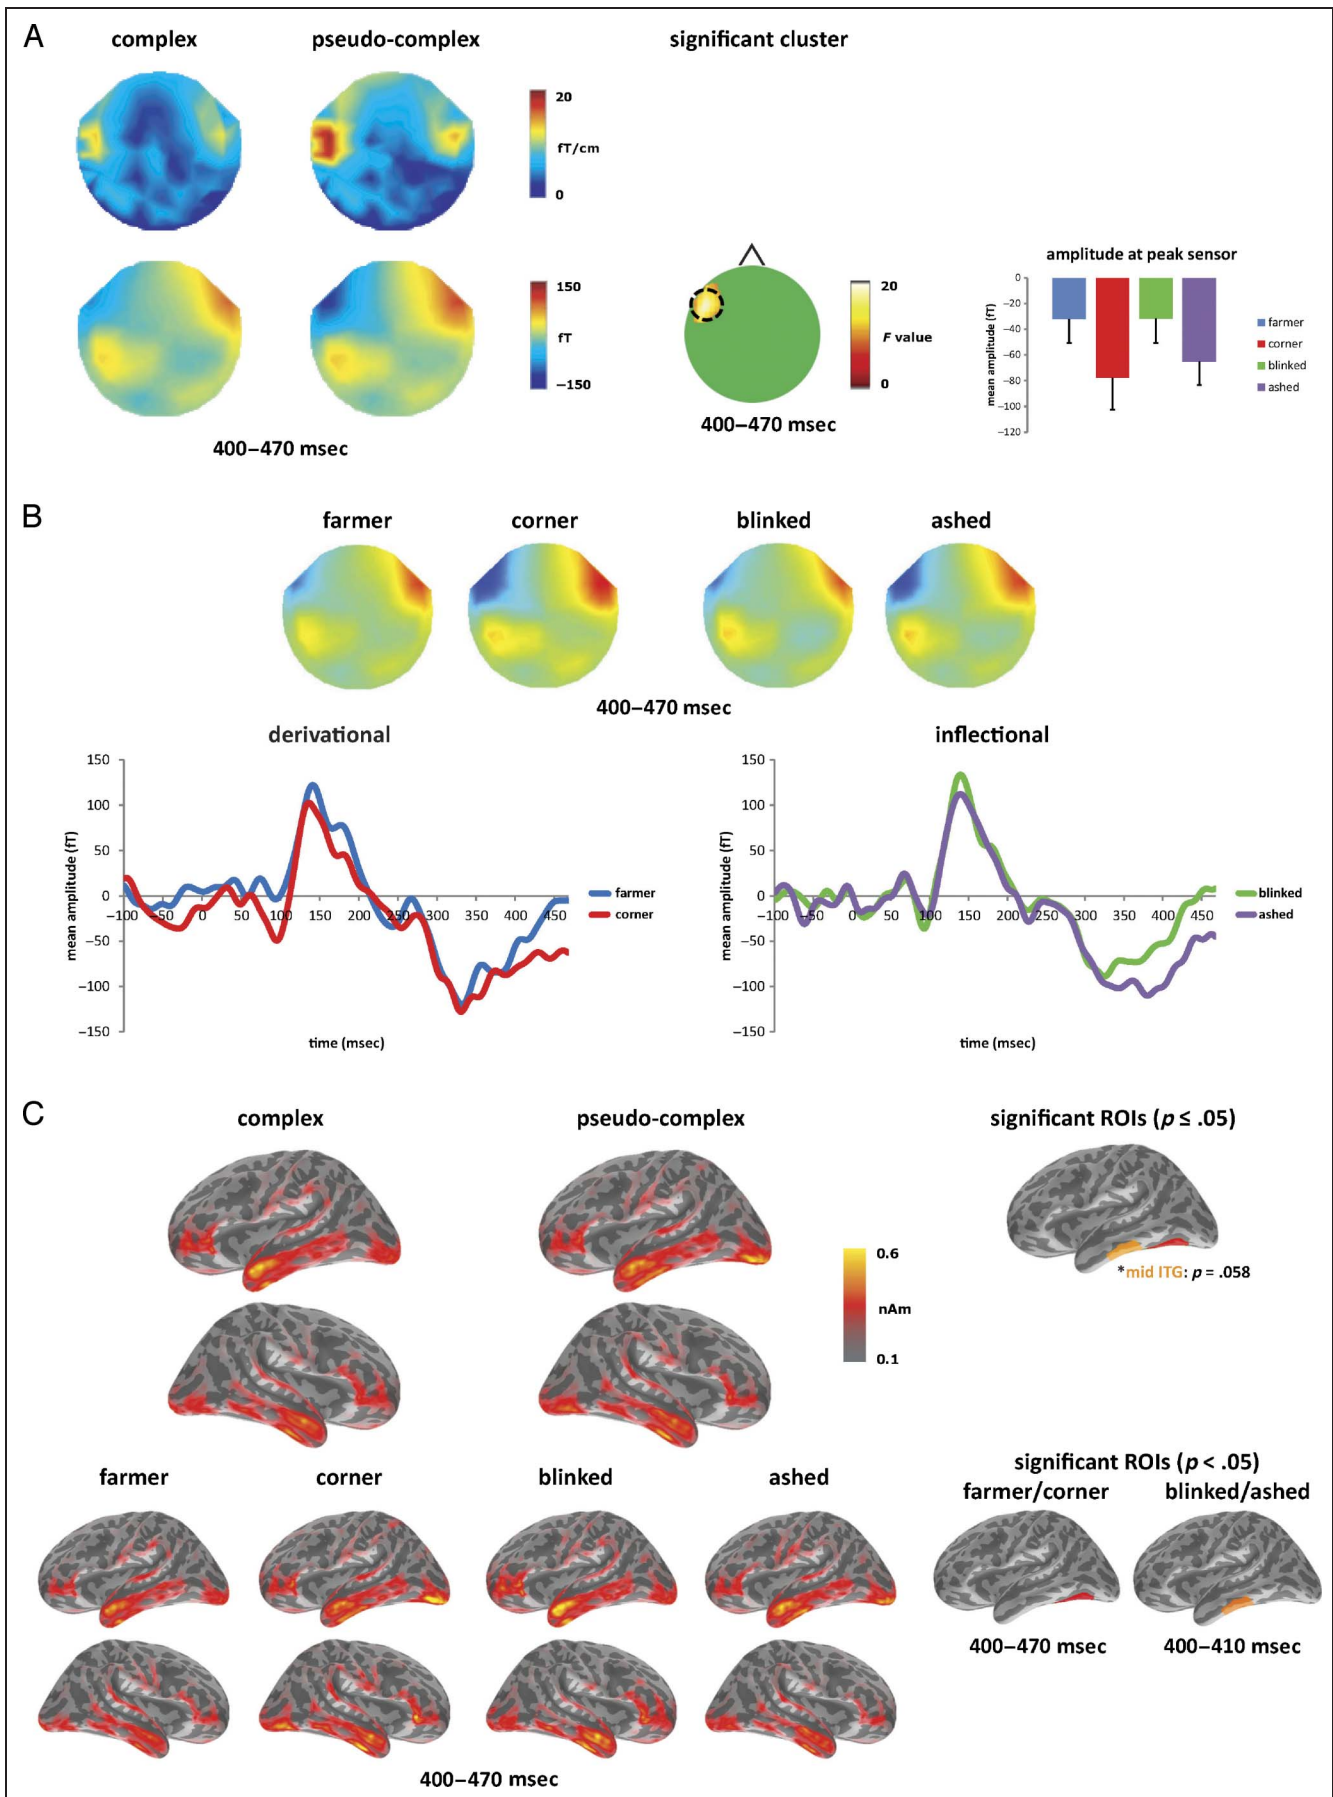 A
complex
pseudo-complex
significant cluster
20
fT/cm
0
150
fT
−150
400–470 msec
20
F value
0
400–470 msec
amplitude at peak sensor
0
−20
−40
−60
−80
−100
−120
mean amplitude (fT)
farmer
corner
blinked
ashed
B
farmer
corner
blinked
ashed
400–470 msec
derivational
150
100
50
0
−50
−100
−150
mean amplitude (fT)
−100 −50 0 50 100 150 200 250 300 350 400 450
time (msec)
farmer
corner
inflectional
150
100
50
0
−50
−100
−150
mean amplitude (fT)
−100 −50 0 50 100 150 200 250 300 350 400 450
time (msec)
blinked
ashed
C
complex
pseudo-complex
significant ROIs (p ≤ .05)
*mid ITG: p = .058
0.6
nAm
0.1
farmer
corner
blinked
ashed
400–470 msec
significant ROIs (p < .05)
farmer/corner
blinked/ashed
400–470 msec
400–410 msec